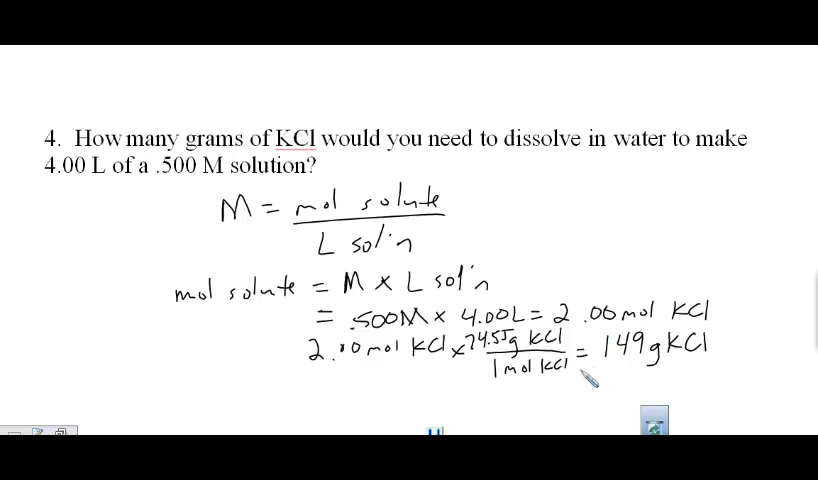 4. How many grams of KCl would you need to dissolve in water to make
4.00 L of a .500 M solution?
M = mol solute
L sol'n
mol solute = M x L sol'n
= .500M x 4.00L = 2.00 mol KCl
2.00 mol KCl x 74.55g KCl = 149g KCl
1 mol KCl